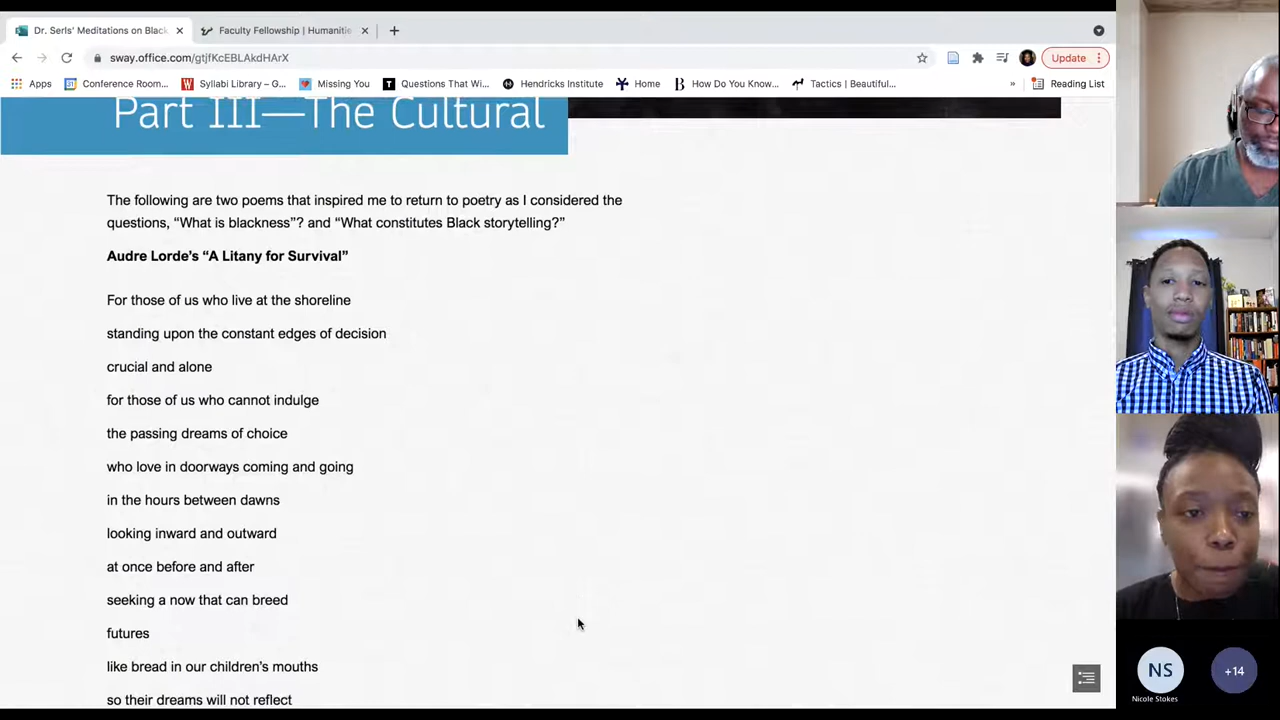 Dr. Serls' Meditations on Black
Faculty Fellowship | Humanitie
sway.office.com/gtjfKcEBLAkdHArX
Update
Apps
Conference Room...
Syllabi Library – G...
Missing You
Questions That Wi...
Hendricks Institute
Home
How Do You Know...
Tactics | Beautiful...
»
Reading List
Part III—The Cultural
The following are two poems that inspired me to return to poetry as I considered the
questions, “What is blackness”? and “What constitutes Black storytelling?”
Audre Lorde’s “A Litany for Survival”
For those of us who live at the shoreline
standing upon the constant edges of decision
crucial and alone
for those of us who cannot indulge
the passing dreams of choice
who love in doorways coming and going
in the hours between dawns
looking inward and outward
at once before and after
seeking a now that can breed
futures
like bread in our children’s mouths
so their dreams will not reflect
NS
Nicole Stokes
+14